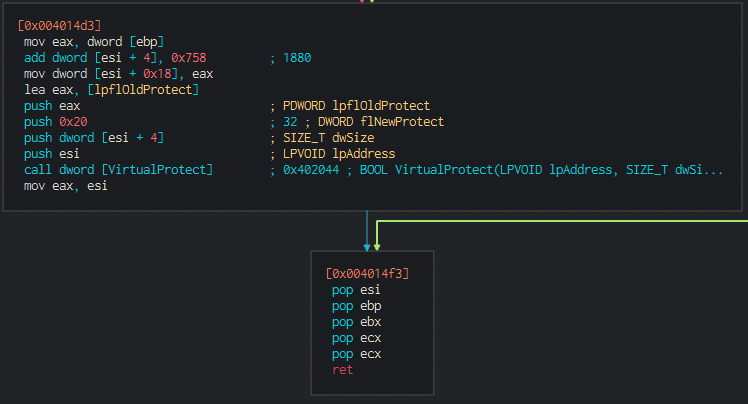 [0x004014d3]
mov eax, dword [ebp]
add dword [esi + 4], 0x758 ; 1880
mov dword [esi + 0x18], eax
lea eax, [lpflOldProtect]
push eax ; PDWORD lpflOldProtect
push 0x20 ; 32 ; DWORD flNewProtect
push dword [esi + 4] ; SIZE_T dwSize
push esi ; LPVOID lpAddress
call dword [VirtualProtect] ; 0x402044 ; BOOL VirtualProtect(LPVOID lpAddress, SIZE_T dwSi...
mov eax, esi
[0x004014f3]
pop esi
pop ebp
pop ebx
pop ecx
pop ecx
ret